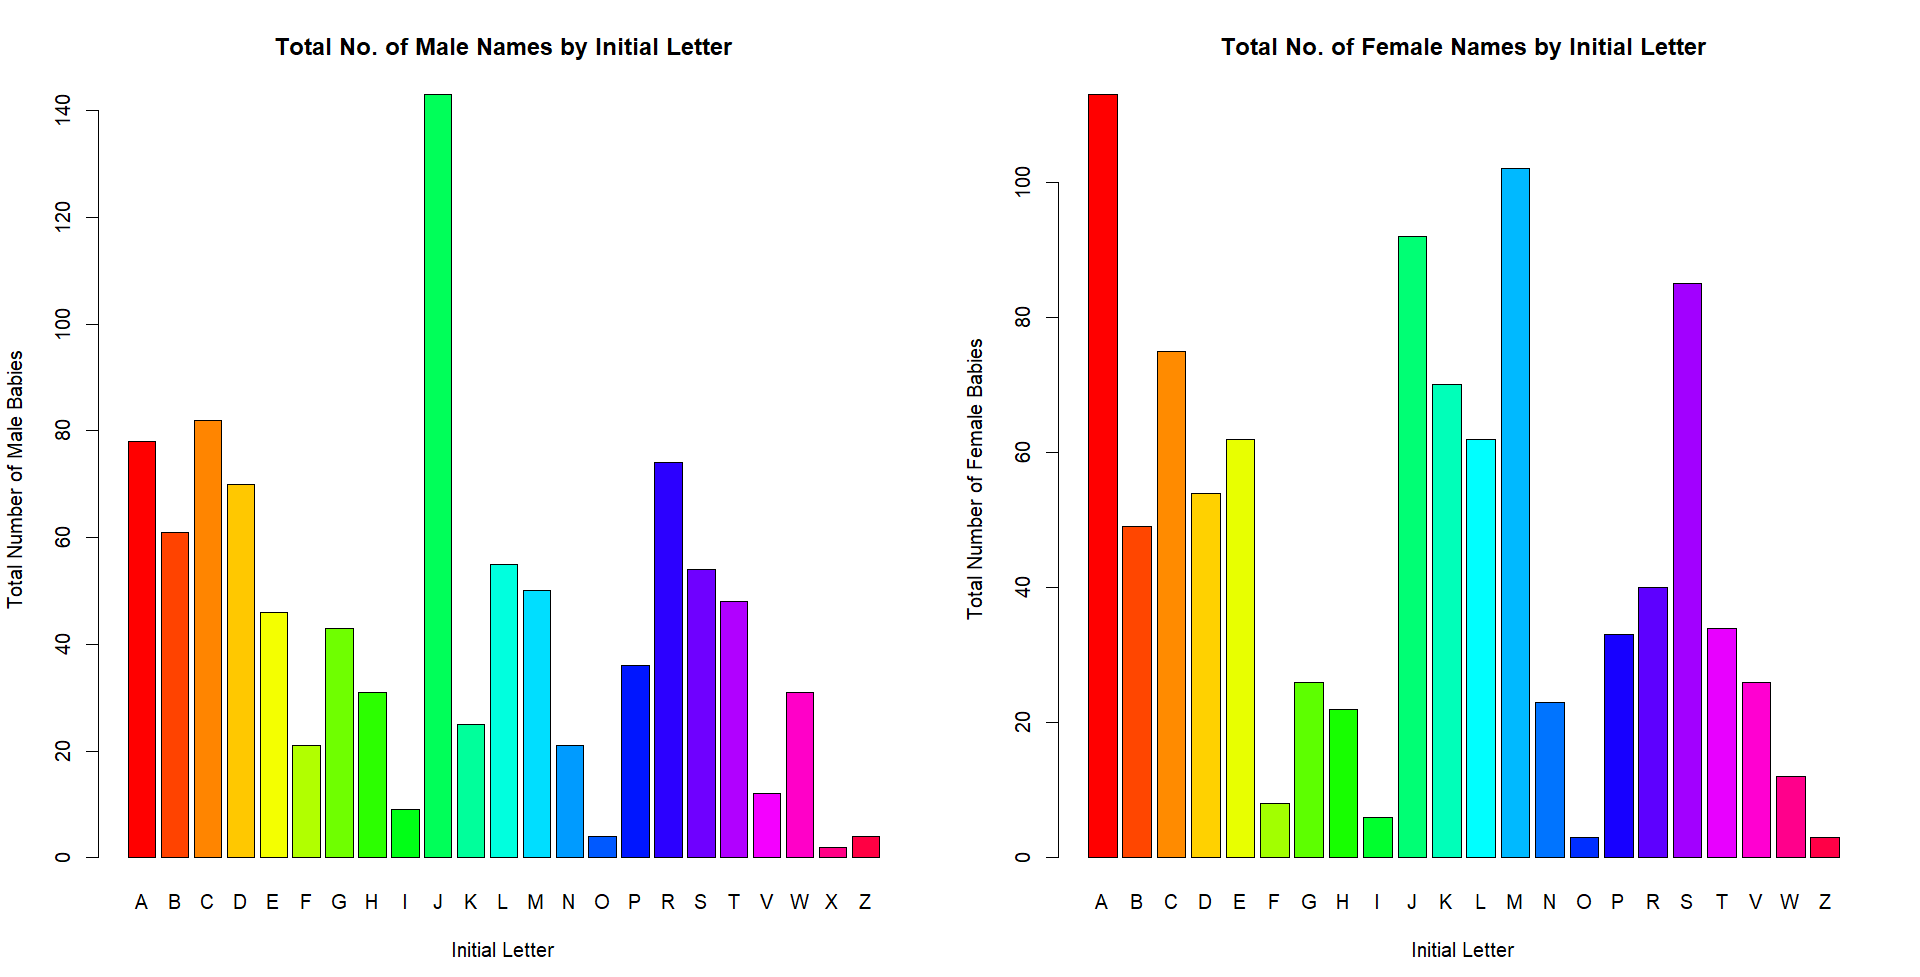 Total No. of Male Names by Initial Letter
Total Number of Male Babies
140
120
100
80
60
40
20
0
A B C D E F G H I J K L M N O P R S T V W X Z
Initial Letter
Total No. of Female Names by Initial Letter
Total Number of Female Babies
100
80
60
40
20
0
A B C D E F G H I J K L M N O P R S T V W Z
Initial Letter